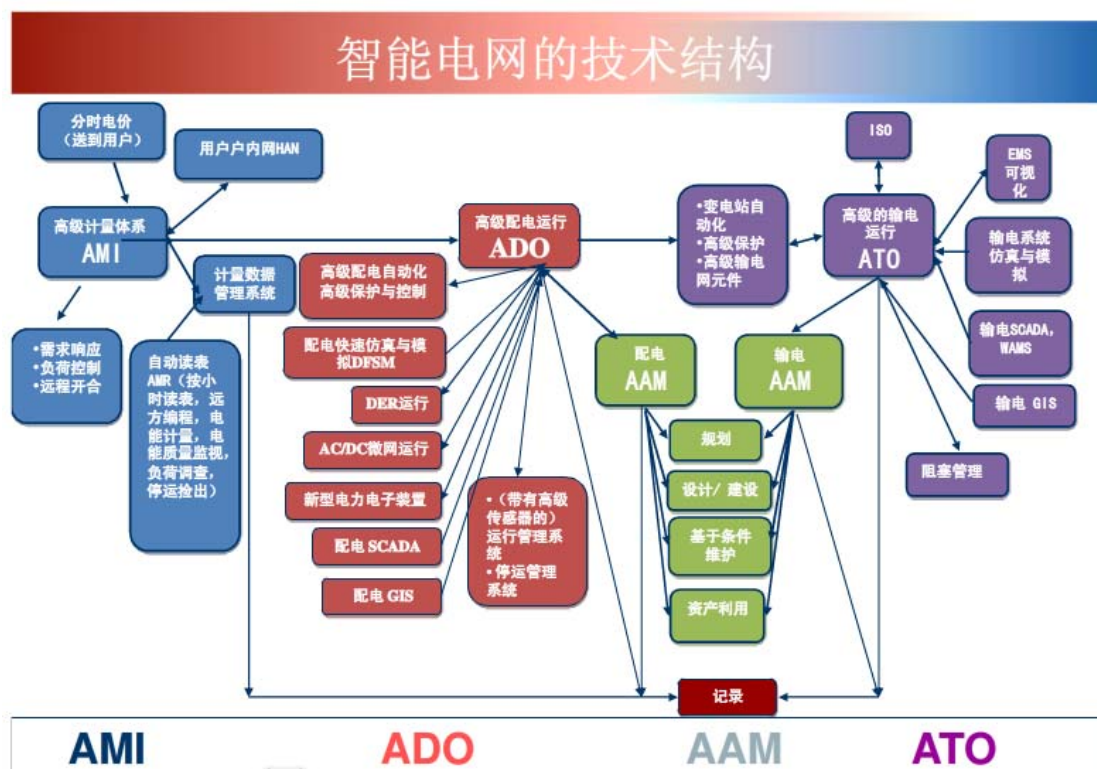 智能电网的技术结构
分时电价
（送到用户）
用户户内网HAN
高级计量体系
AMI
计量数据
管理系统
•需求响应
•负荷控制
•远程开合
自动读表
AMR（按小
时读表，远
方编程，电
能计量，电
能质量监视，
负荷调查，
停运捡出）
高级配电运行
ADO
高级配电自动化
高级保护与控制
配电快速仿真与模
拟DFSM
DER运行
AC/DC微网运行
新型电力电子装置
配电 SCADA
配电 GIS
•（带有高级
传感器的）
运行管理系
统
•停运管理
系统
配电
AAM
输电
AAM
规划
设计/ 建设
基于条件
维护
资产利用
记录
•变电站自
动化
•高级保护
•高级输电
网元件
ISO
高级的输电
运行
ATO
EMS
可视
化
输电系统
仿真与模
拟
输电SCADA，
WAMS
输电 GIS
阻塞管理
AMI
ADO
AAM
ATO